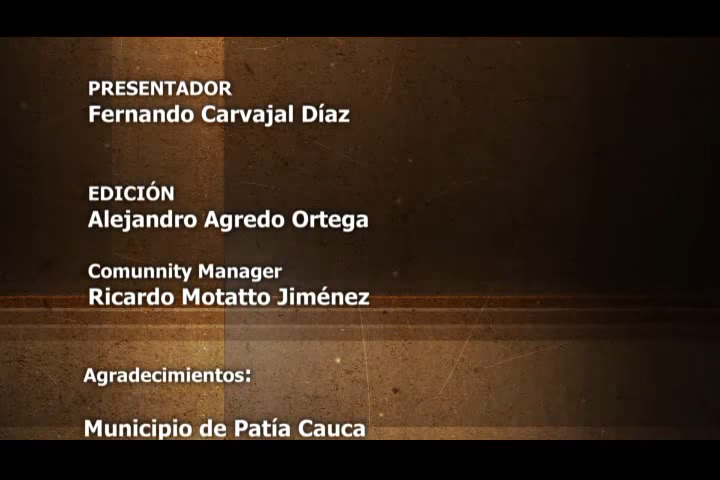 PRESENTADOR
Fernando Carvajal Díaz
EDICIÓN
Alejandro Agredo Ortega
Comunnity Manager
Ricardo Motatto Jiménez
Agradecimientos:
Municipio de Patía Cauca